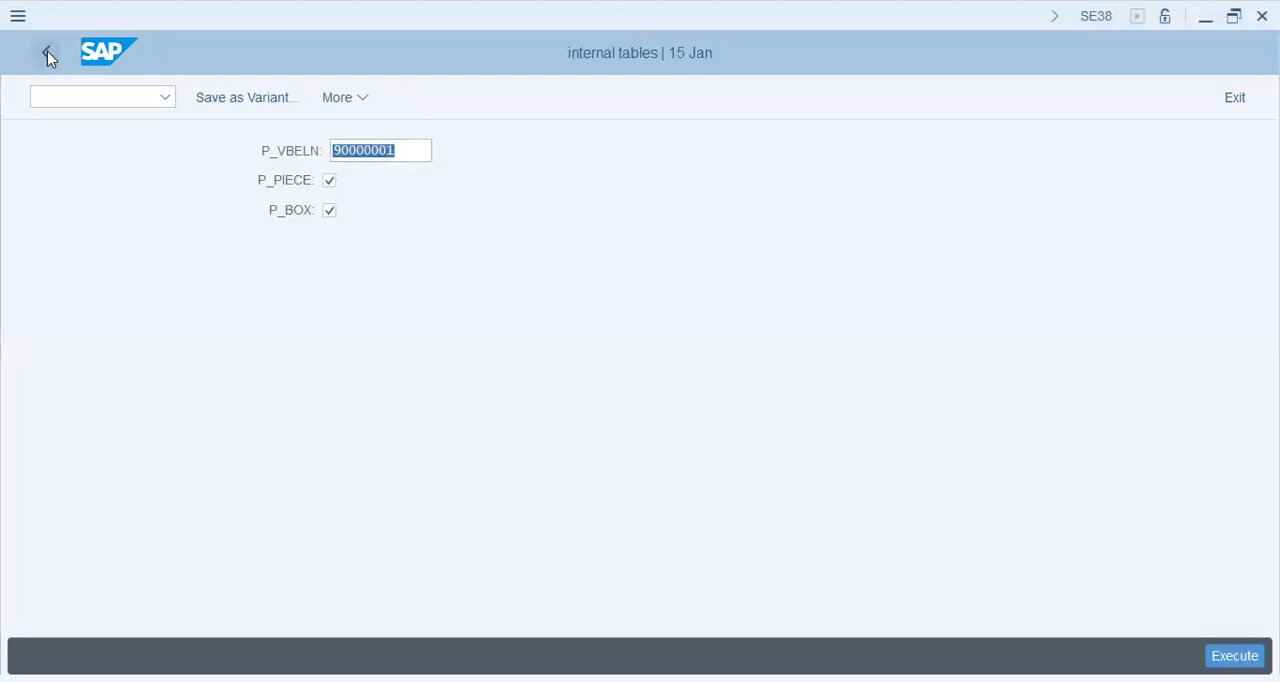 SE38
SAP
internal tables | 15 Jan
Save as Variant... More Exit
P_VBELN: 90000001
P_PIECE:
P_BOX:
Execute